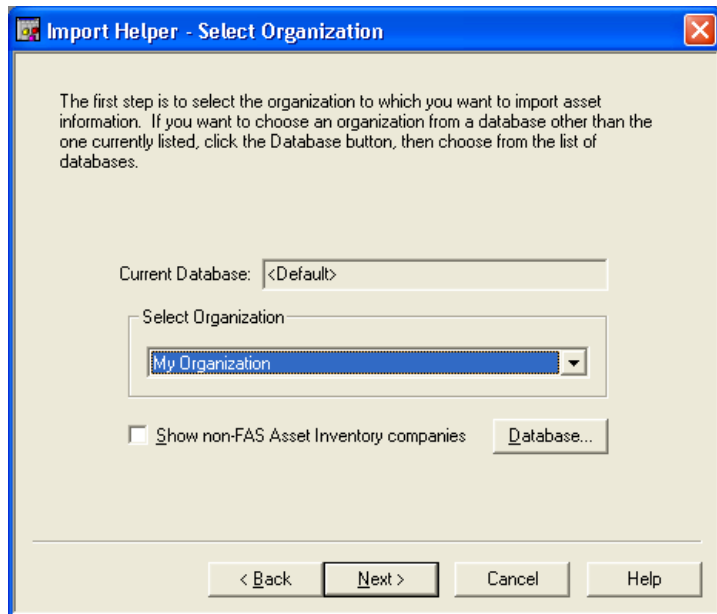 Import Helper - Select Organization
The first step is to select the organization to which you want to import asset
information.  If you want to choose an organization from a database other than the
one currently listed, click the Database button, then choose from the list of
databases.
Current Database: <Default>
Select Organization
My Organization
Show non-FAS Asset Inventory companies Database...
< Back Next > Cancel Help